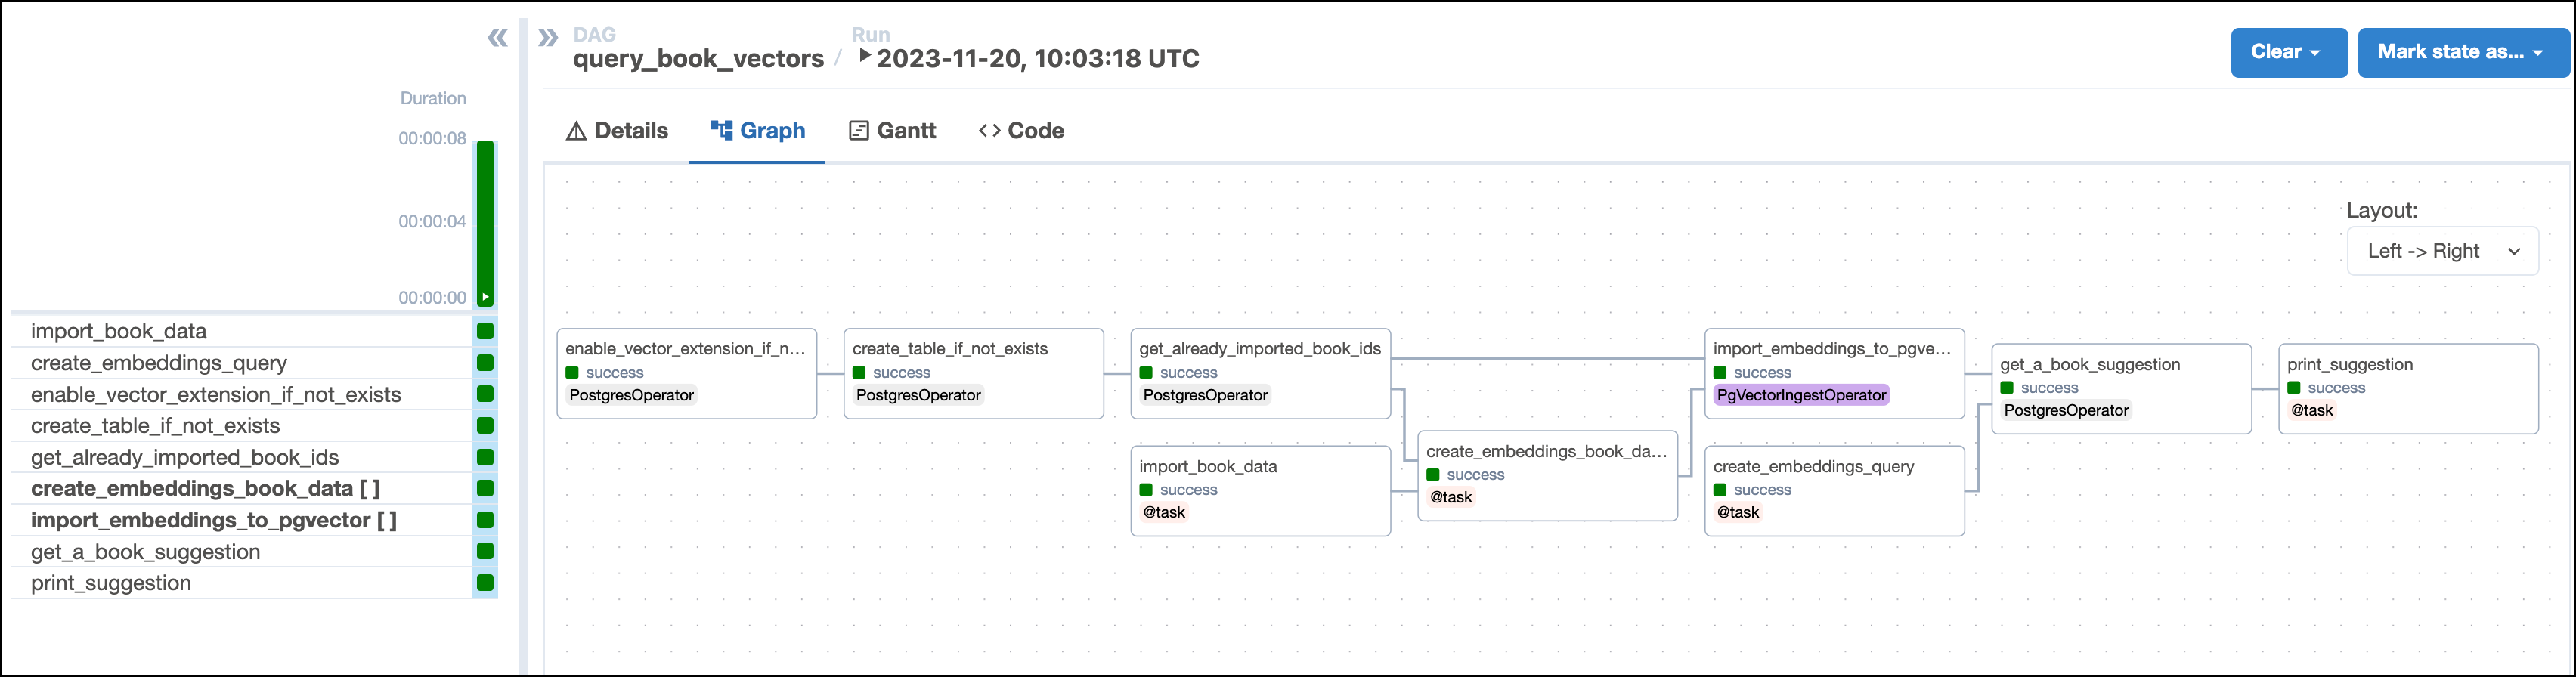 DAG
query_book_vectors / 
Run
2023-11-20, 10:03:18 UTC
Clear
Mark state as...
Duration
00:00:08
00:00:04
00:00:00
import_book_data
create_embeddings_query
enable_vector_extension_if_not_exists
create_table_if_not_exists
get_already_imported_book_ids
create_embeddings_book_data [ ]
import_embeddings_to_pgvector [ ]
get_a_book_suggestion
print_suggestion
Details
Graph
Gantt
Code
Layout:
Left -> Right
enable_vector_extension_if_n...
success
PostgresOperator
create_table_if_not_exists
success
PostgresOperator
get_already_imported_book_ids
success
PostgresOperator
import_book_data
success
@task
create_embeddings_book_da...
success
@task
import_embeddings_to_pgve...
success
PgVectorIngestOperator
create_embeddings_query
success
@task
get_a_book_suggestion
success
PostgresOperator
print_suggestion
success
@task